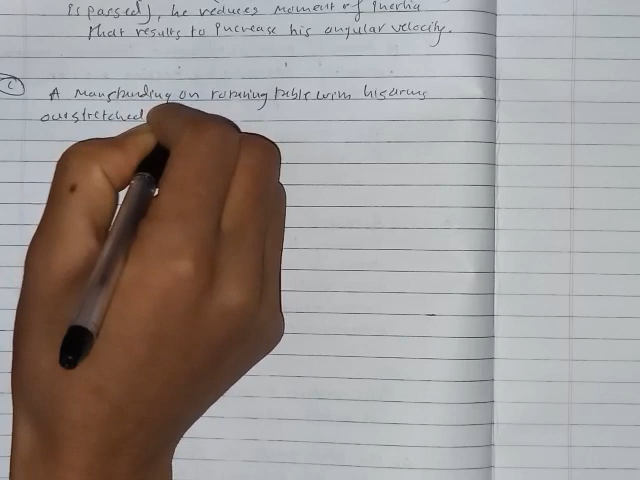 is passed), he reduces moment of inertia
that results to increase his angular velocity.
(c) A man standing on rotating table with his arms
outstretched